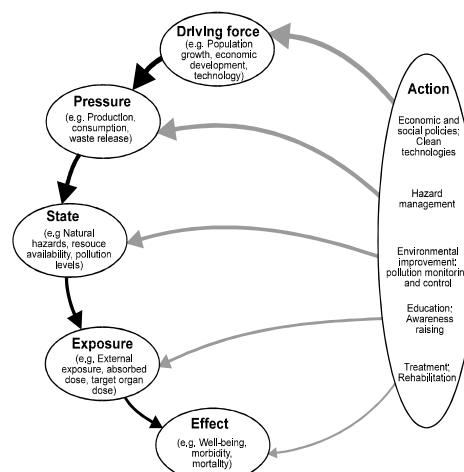 Driving force
(e.g. Population
growth, economic
development,
technology)
Pressure
(e.g. Production,
consumption,
waste release)
State
(e.g Natural
hazards, resouce
availability, pollution
levels)
Exposure
(e.g, External
exposure, absorbed
dose, target organ
dose)
Effect
(e.g, Well-being,
morbidity,
mortality)
Action
Economic and
social policies;
Clean
technologies
Hazard
management
Environmental
improvement:
pollution monitorin
and control
Education;
Awareness
raising
Treatment;
Rehabilitation